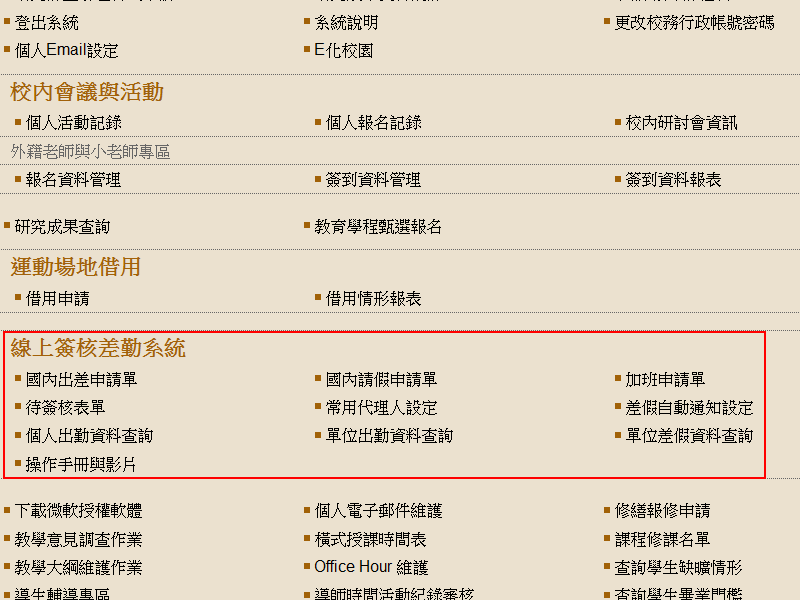 登出系統 系統說明 更改校務行政帳號密碼
個人Email設定 E化校園
校內會議與活動
個人活動記錄 個人報名記錄 校內研討會資訊
外籍老師與小老師專區
報名資料管理 簽到資料管理 簽到資料報表
研究成果查詢 教育學程甄選報名
運動場地借用
借用申請 借用情形報表
線上簽核差勤系統
國內出差申請單 國內請假申請單 加班申請單
待簽核表單 常用代理人設定 差假自動通知設定
個人出勤資料查詢 單位出勤資料查詢 單位差假資料查詢
操作手冊與影片
下載微軟授權軟體 個人電子郵件維護 修繕報修申請
教學意見調查作業 橫式授課時間表 課程修課名單
教學大綱維護作業 Office Hour 維護 查詢學生缺曠情形
導生輔導專區 導師時間活動紀錄審核 查詢學生畢業門檻